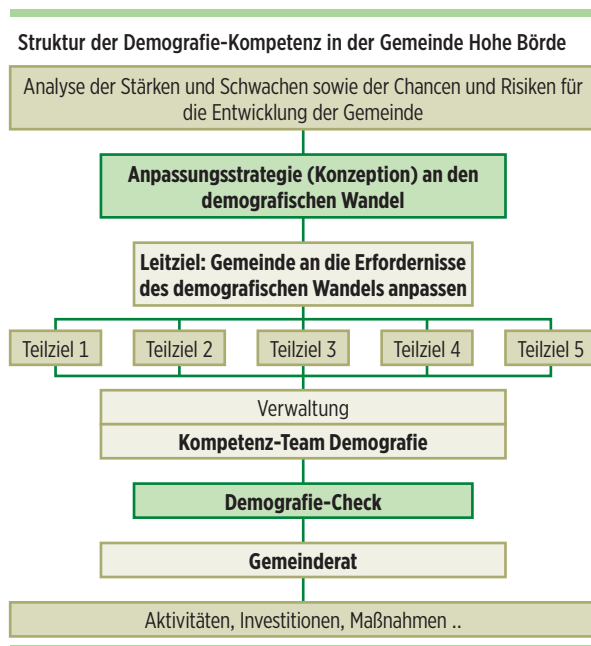 Struktur der Demografie-Kompetenz in der Gemeinde Hohe Börde
Analyse der Stärken und Schwachen sowie der Chancen und Risiken für
die Entwicklung der Gemeinde
Anpassungsstrategie (Konzeption) an den
demografischen Wandel
Leitziel: Gemeinde an die Erfordernisse
des demografischen Wandels anpassen
Teilziel 1 Teilziel 2 Teilziel 3 Teilziel 4 Teilziel 5
Verwaltung
Kompetenz-Team Demografie
Demografie-Check
Gemeinderat
Aktivitäten, Investitionen, Maßnahmen ..